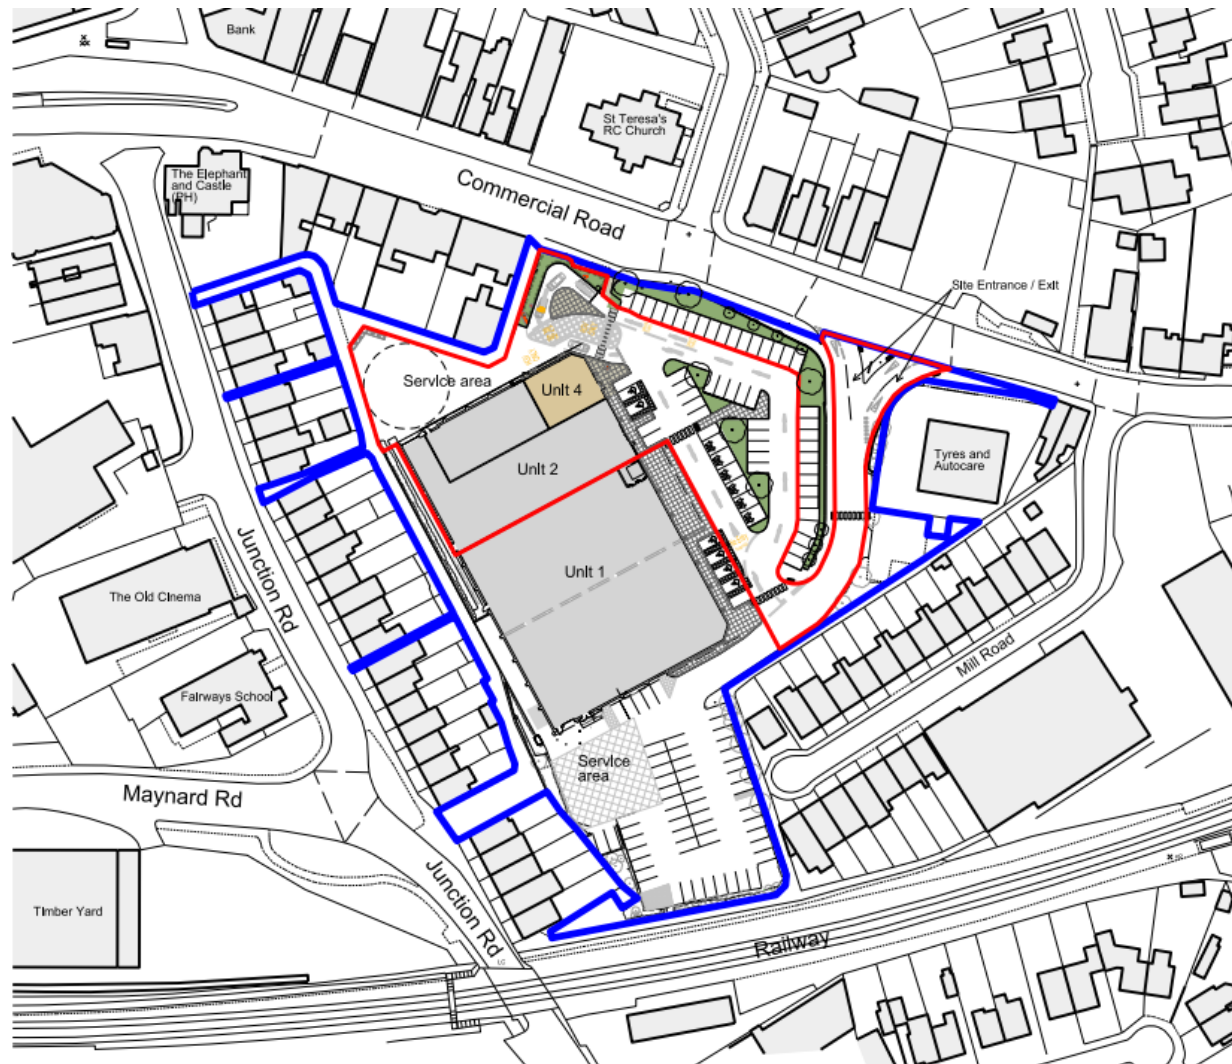 Bank
St Teresa's
RC Church
The Elephant
and Castle
(PH)
Commercial Road
Site Entrance / Exit
Service area
Unit 4
Unit 2
Tyres and
Autocare
Unit 1
Junction Rd
The Old Cinema
Mill Road
Fairways School
Service
area
Maynard Rd
Junction Rd
Timber Yard
Railway
LC